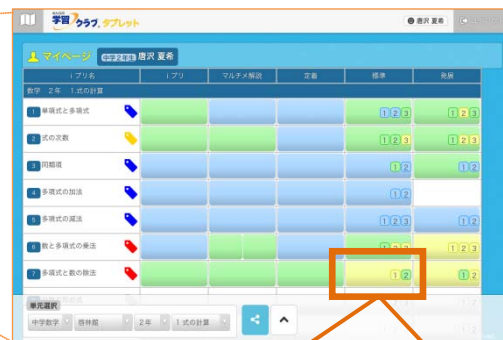 学習クラブ タブレット
唐沢 夏希
マイページ 中学2年生 唐沢 夏希
iプリ名 iプリ マルチメ解説 定着 標準 発展
数学 2年 1.式の計算
1 単項式と多項式 1 2 3 1 2 3
2 式の次数 1 2 3 1 2 3
3 同類項 1 2 1 2
4 多項式の加法 1 2
5 多項式の減法 1 2 3 1 2
6 数と多項式の乗法 1 2 3 1 2 3
7 多項式と数の除法 1 2 1 2
単元選択
中学数学 啓林館 2年 1 式の計算